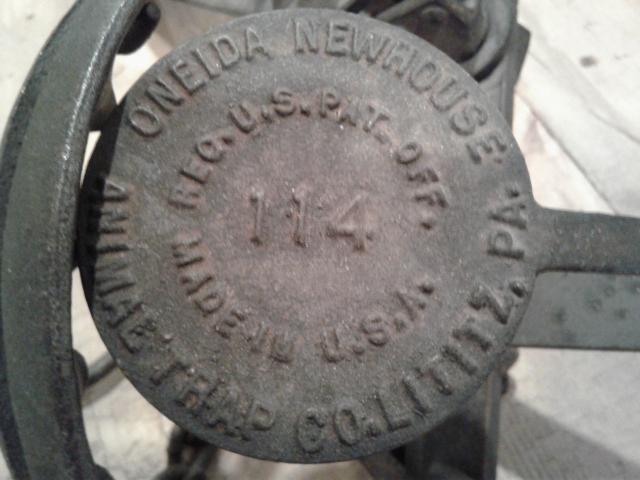 ONEIDA NEWHOUSE
ANIMAL TRAP CO. LITITZ, PA.
REG. U.S. PAT. OFF.
114
MADE IN U.S.A.